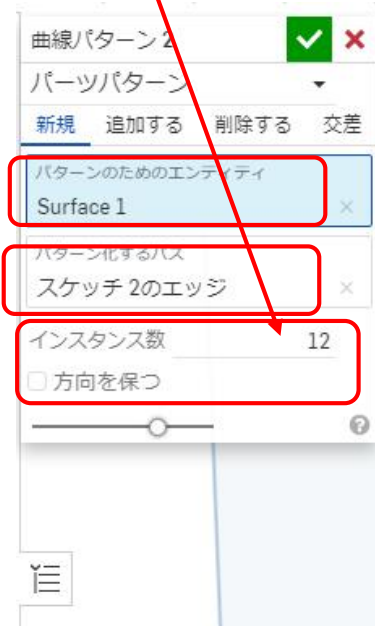 曲線パターン 2
パーツパターン
新規 追加する 削除する 交差
パターンのためのエンティティ
Surface 1
パターン化するパス
スケッチ 2のエッジ
インスタンス数 12
方向を保つ